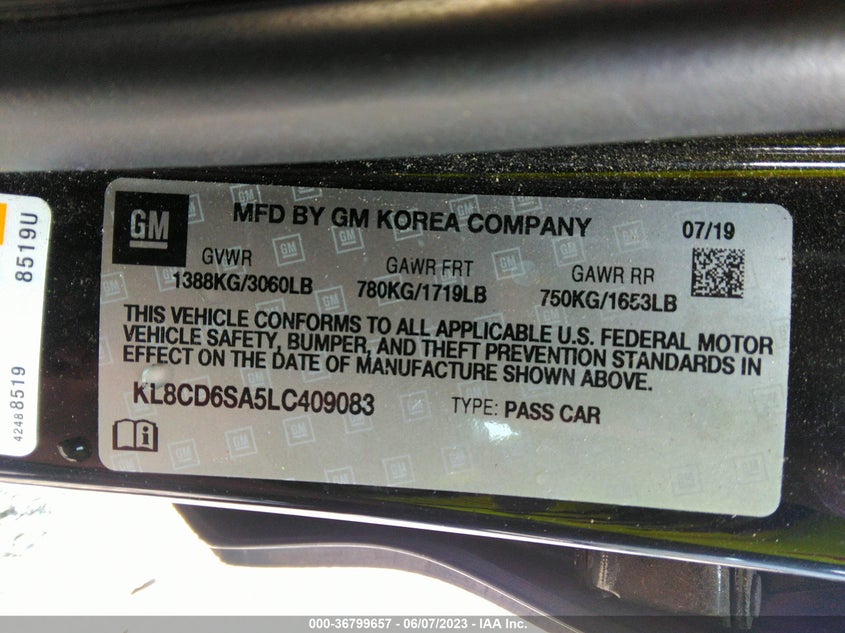 GM
MFD BY GM KOREA COMPANY
07/19
GVWR
1388KG/3060LB
GAWR FRT
780KG/1719LB
GAWR RR
750KG/1653LB
THIS VEHICLE CONFORMS TO ALL APPLICABLE U.S. FEDERAL MOTOR
VEHICLE SAFETY, BUMPER, AND THEFT PREVENTION STANDARDS IN
EFFECT ON THE DATE OF MANUFACTURE SHOWN ABOVE.
KL8CD6SA5LC409083
TYPE: PASS CAR
8519U
42488519
000-36799657 - 06/07/2023 - IAA Inc.